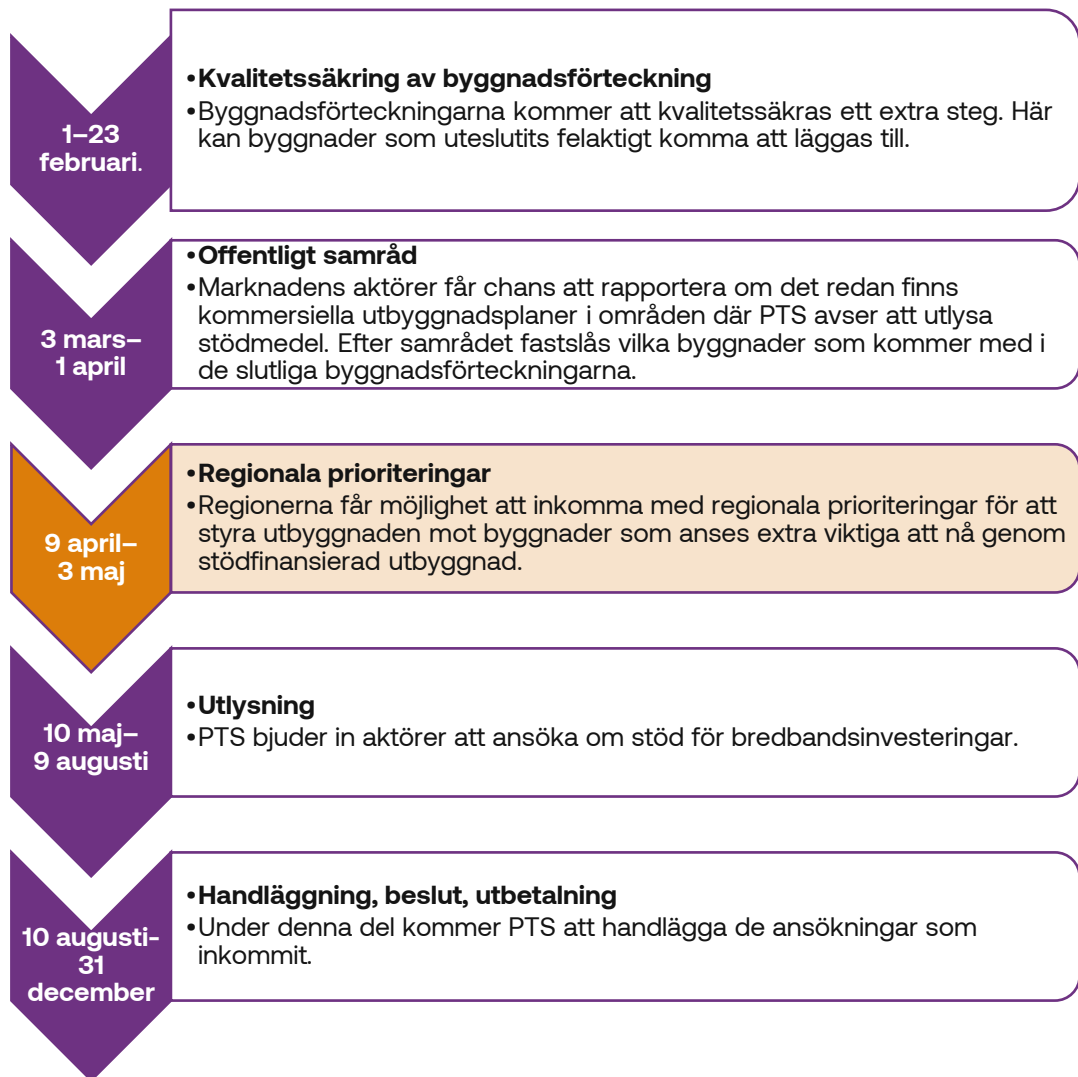 1–23
februari.
•Kvalitetssäkring av byggnadsförteckning
•Byggnadsförteckningarna kommer att kvalitetssäkras ett extra steg. Här
kan byggnader som uteslutits felaktigt komma att läggas till.
3 mars–
1 april
•Offentligt samråd
•Marknadens aktörer får chans att rapportera om det redan finns
kommersiella utbyggnadsplaner i områden där PTS avser att utlysa
stödmedel. Efter samrådet fastslås vilka byggnader som kommer med i
de slutliga byggnadsförteckningarna.
9 april–
3 maj
•Regionala prioriteringar
•Regionerna får möjlighet att inkomma med regionala prioriteringar för att
styra utbyggnaden mot byggnader som anses extra viktiga att nå genom
stödfinansierad utbyggnad.
10 maj–
9 augusti
•Utlysning
•PTS bjuder in aktörer att ansöka om stöd för bredbandsinvesteringar.
10 augusti-
31
december
•Handläggning, beslut, utbetalning
•Under denna del kommer PTS att handlägga de ansökningar som
inkommit.